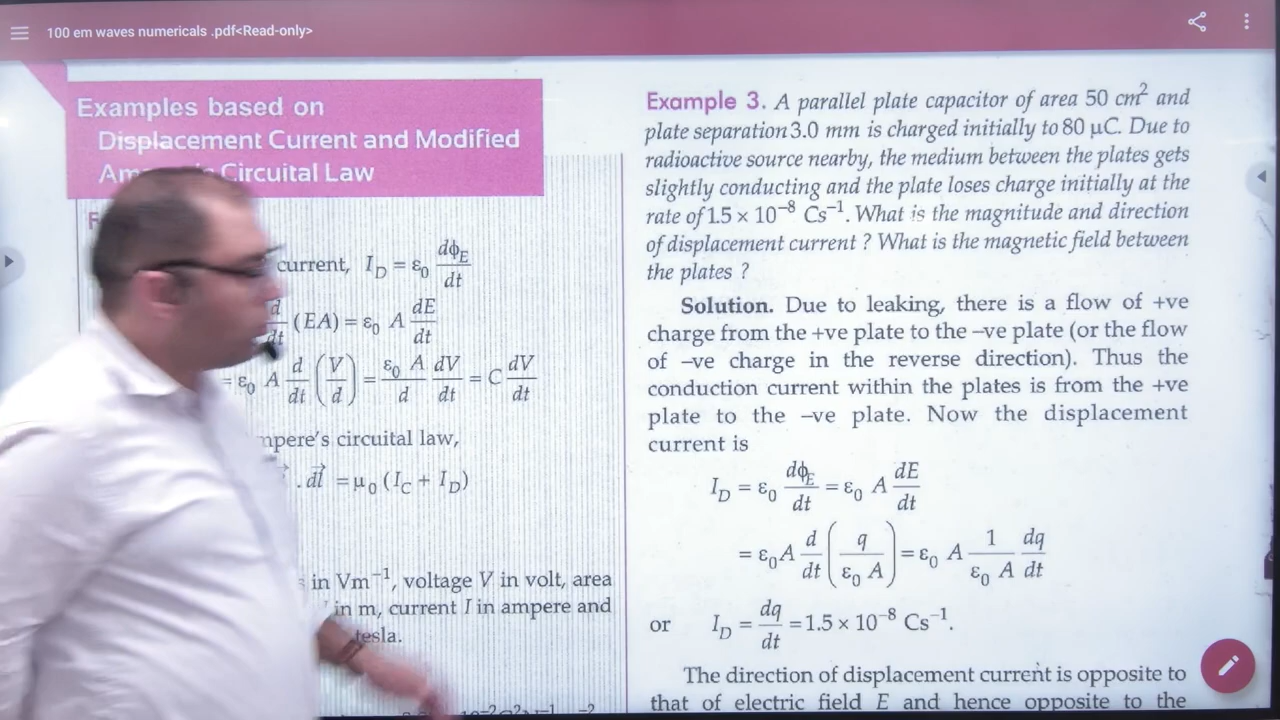 100 em waves numericals .pdf<Read-only>
Examples based on
Displacement Current and Modified
Circuital Law
F
current, I_D = ε₀ dϕ_E/dt
d/dt (EA) = ε₀ A dE/dt
= ε₀ A d/dt (V/d) = ε₀ A/d dV/dt = C dV/dt
mpere's circuital law,
. dl⃗ = μ₀ (I_C + I_D)
in Vm⁻¹, voltage V in volt, area
in m, current I in ampere and
tesla.
Example 3. A parallel plate capacitor of area 50 cm² and
plate separation 3.0 mm is charged initially to 80 μC. Due to
radioactive source nearby, the medium between the plates gets
slightly conducting and the plate loses charge initially at the
rate of 1.5 × 10⁻⁸ Cs⁻¹. What is the magnitude and direction
of displacement current ? What is the magnetic field between
the plates ?
Solution. Due to leaking, there is a flow of +ve
charge from the +ve plate to the –ve plate (or the flow
of –ve charge in the reverse direction). Thus the
conduction current within the plates is from the +ve
plate to the –ve plate. Now the displacement
current is
I_D = ε₀ dϕ_E/dt = ε₀ A dE/dt
= ε₀ A d/dt (q/ε₀ A) = ε₀ A 1/ε₀ A dq/dt
or I_D = dq/dt = 1.5 × 10⁻⁸ Cs⁻¹.
The direction of displacement current is opposite to
that of electric field E and hence opposite to the